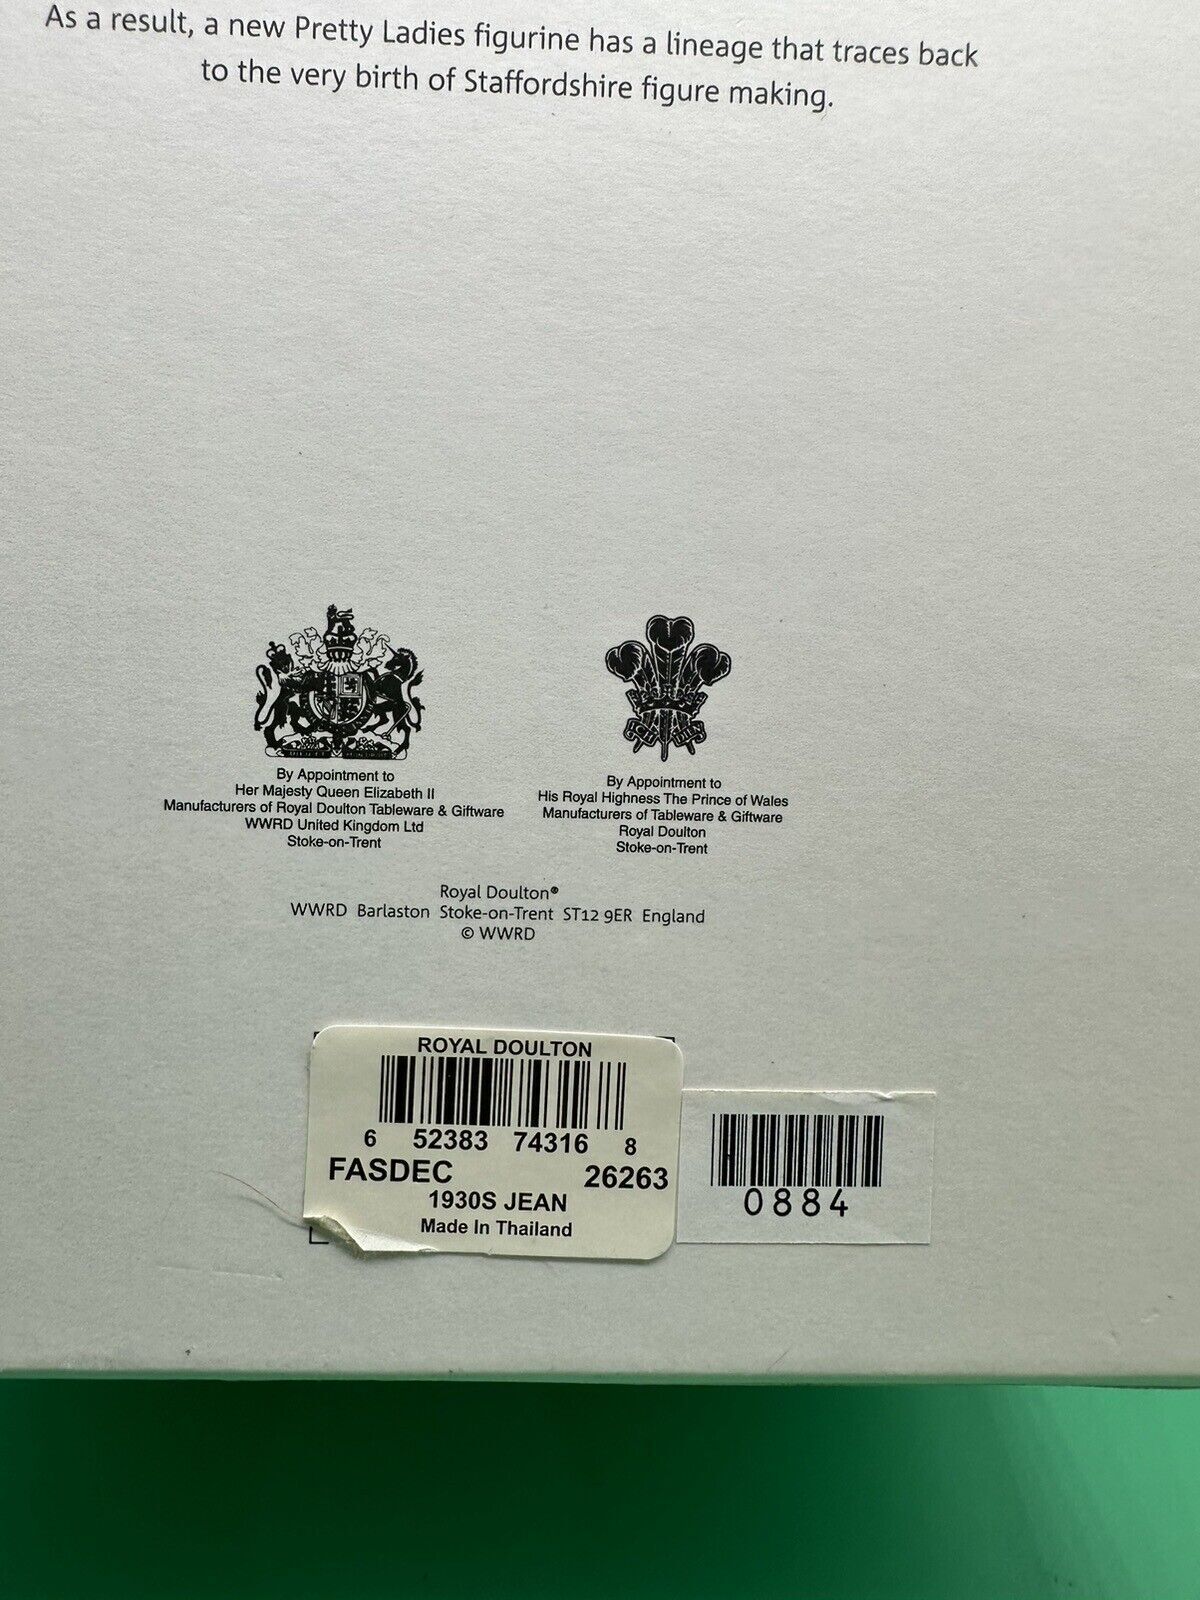 As a result, a new Pretty Ladies figurine has a lineage that traces back
to the very birth of Staffordshire figure making.
By Appointment to
Her Majesty Queen Elizabeth II
Manufacturers of Royal Doulton Tableware & Giftware
WWRD United Kingdom Ltd
Stoke-on-Trent
By Appointment to
His Royal Highness The Prince of Wales
Manufacturers of Tableware & Giftware
Royal Doulton
Stoke-on-Trent
Royal Doulton®
WWRD Barlaston Stoke-on-Trent ST12 9ER England
© WWRD
ROYAL DOULTON
6 52383 74316 8
FASDEC 26263
1930S JEAN
Made In Thailand
0884